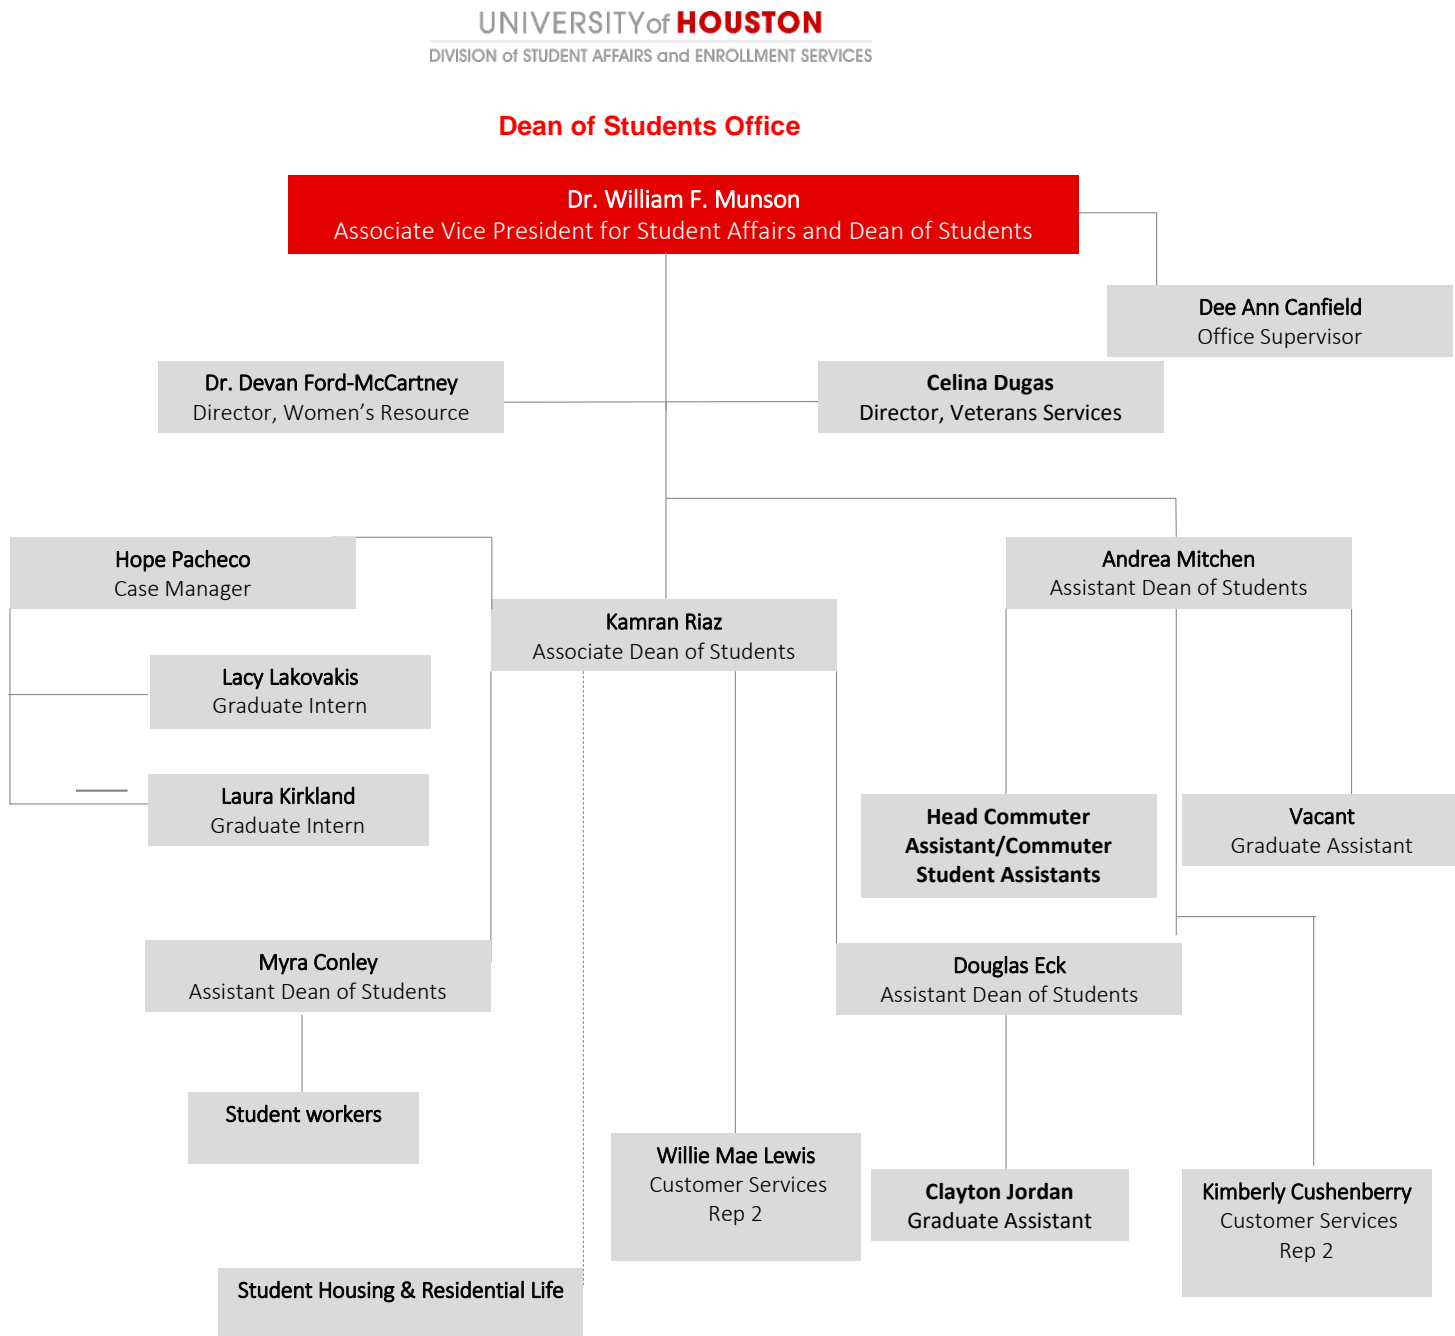 UNIVERSITY of HOUSTON
DIVISION of STUDENT AFFAIRS and ENROLLMENT SERVICES
Dean of Students Office
Dr. William F. Munson
Associate Vice President for Student Affairs and Dean of Students
Dee Ann Canfield
Office Supervisor
Dr. Devan Ford-McCartney
Director, Women’s Resource
Celina Dugas
Director, Veterans Services
Hope Pacheco
Case Manager
Andrea Mitchen
Assistant Dean of Students
Kamran Riaz
Associate Dean of Students
Lacy Lakovakis
Graduate Intern
Laura Kirkland
Graduate Intern
Head Commuter
Assistant/Commuter
Student Assistants
Vacant
Graduate Assistant
Myra Conley
Assistant Dean of Students
Douglas Eck
Assistant Dean of Students
Student workers
Willie Mae Lewis
Customer Services
Rep 2
Clayton Jordan
Graduate Assistant
Kimberly Cushenberry
Customer Services
Rep 2
Student Housing & Residential Life